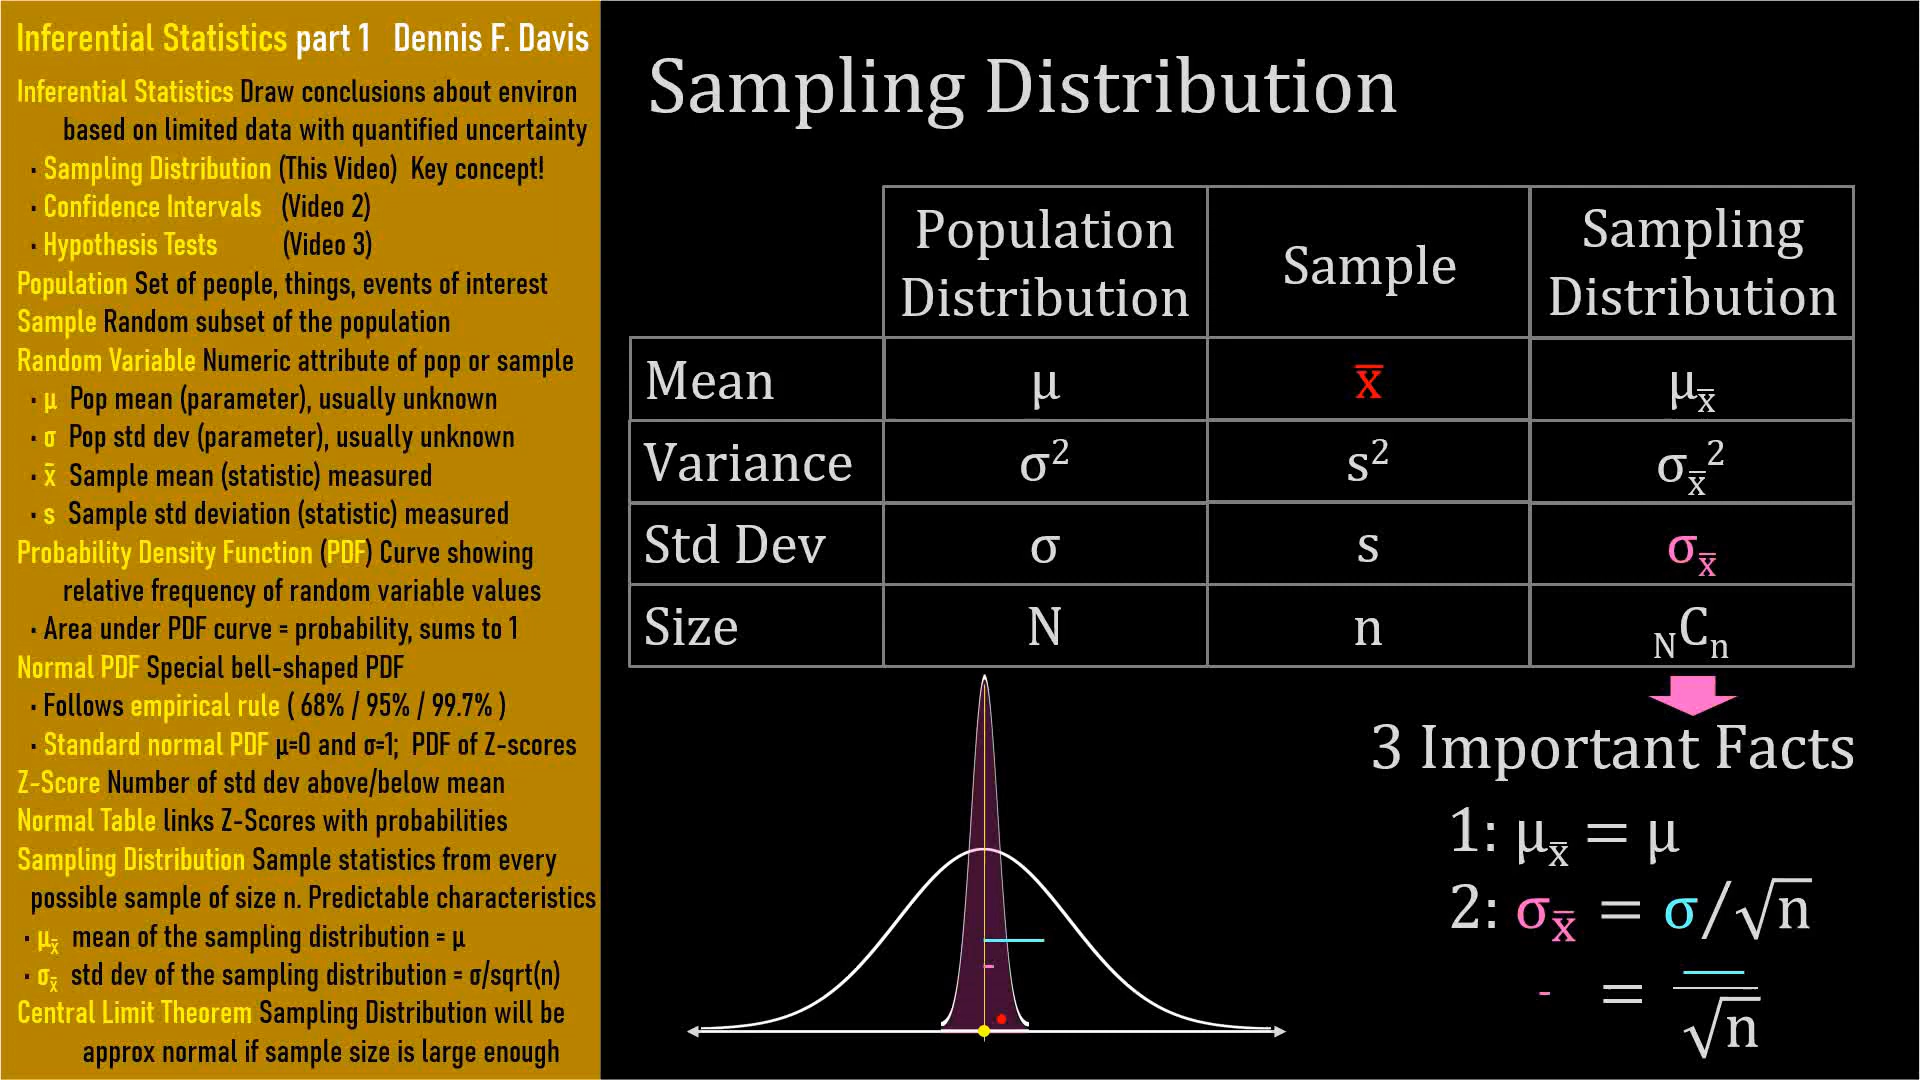 Inferential Statistics part 1 Dennis F. Davis
Inferential Statistics Draw conclusions about environ
based on limited data with quantified uncertainty
· Sampling Distribution (This Video) Key concept!
· Confidence Intervals (Video 2)
· Hypothesis Tests (Video 3)
Population Set of people, things, events of interest
Sample Random subset of the population
Random Variable Numeric attribute of pop or sample
· μ Pop mean (parameter), usually unknown
· σ Pop std dev (parameter), usually unknown
· x̄ Sample mean (statistic) measured
· s Sample std deviation (statistic) measured
Probability Density Function (PDF) Curve showing
relative frequency of random variable values
· Area under PDF curve = probability, sums to 1
Normal PDF Special bell-shaped PDF
· Follows empirical rule ( 68% / 95% / 99.7% )
· Standard normal PDF μ=0 and σ=1; PDF of Z-scores
Z-Score Number of std dev above/below mean
Normal Table links Z-Scores with probabilities
Sampling Distribution Sample statistics from every
possible sample of size n. Predictable characteristics
· μx̄ mean of the sampling distribution = μ
· σx̄ std dev of the sampling distribution = σ/sqrt(n)
Central Limit Theorem Sampling Distribution will be
approx normal if sample size is large enough
Sampling Distribution
Population Distribution Sample Sampling Distribution
Mean μ x̄ μx̄
Variance σ² s² σx̄²
Std Dev σ s σx̄
Size N n NCn
3 Important Facts
1: μx̄ = μ
2: σx̄ = σ/√n
= √n